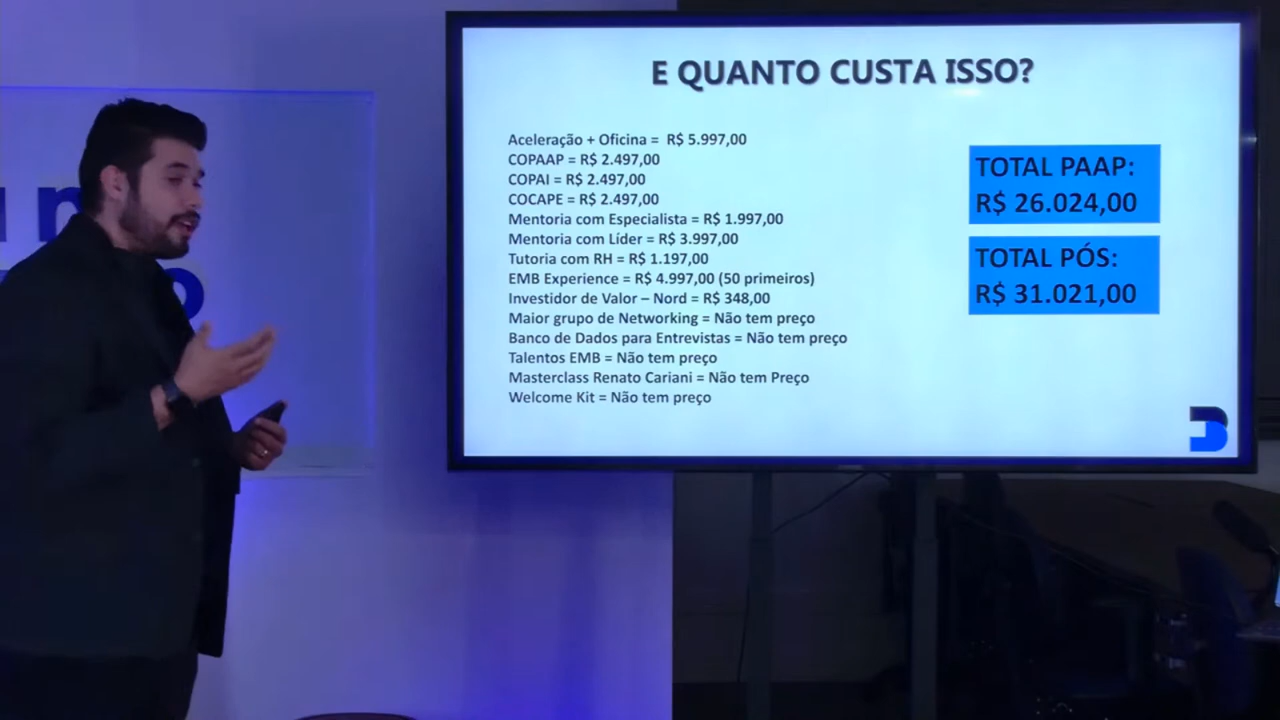 E QUANTO CUSTA ISSO?
Aceleração + Oficina = R$ 5.997,00
COPAAP = R$ 2.497,00
COPAI = R$ 2.497,00
COCAPE = R$ 2.497,00
Mentoria com Especialista = R$ 1.997,00
Mentoria com Líder = R$ 3.997,00
Tutoria com RH = R$ 1.197,00
EMB Experience = R$ 4.997,00 (50 primeiros)
Investidor de Valor – Nord = R$ 348,00
Maior grupo de Networking = Não tem preço
Banco de Dados para Entrevistas = Não tem preço
Talentos EMB = Não tem preço
Masterclass Renato Cariani = Não tem Preço
Welcome Kit = Não tem preço
TOTAL PAAP:
R$ 26.024,00
TOTAL PÓS:
R$ 31.021,00